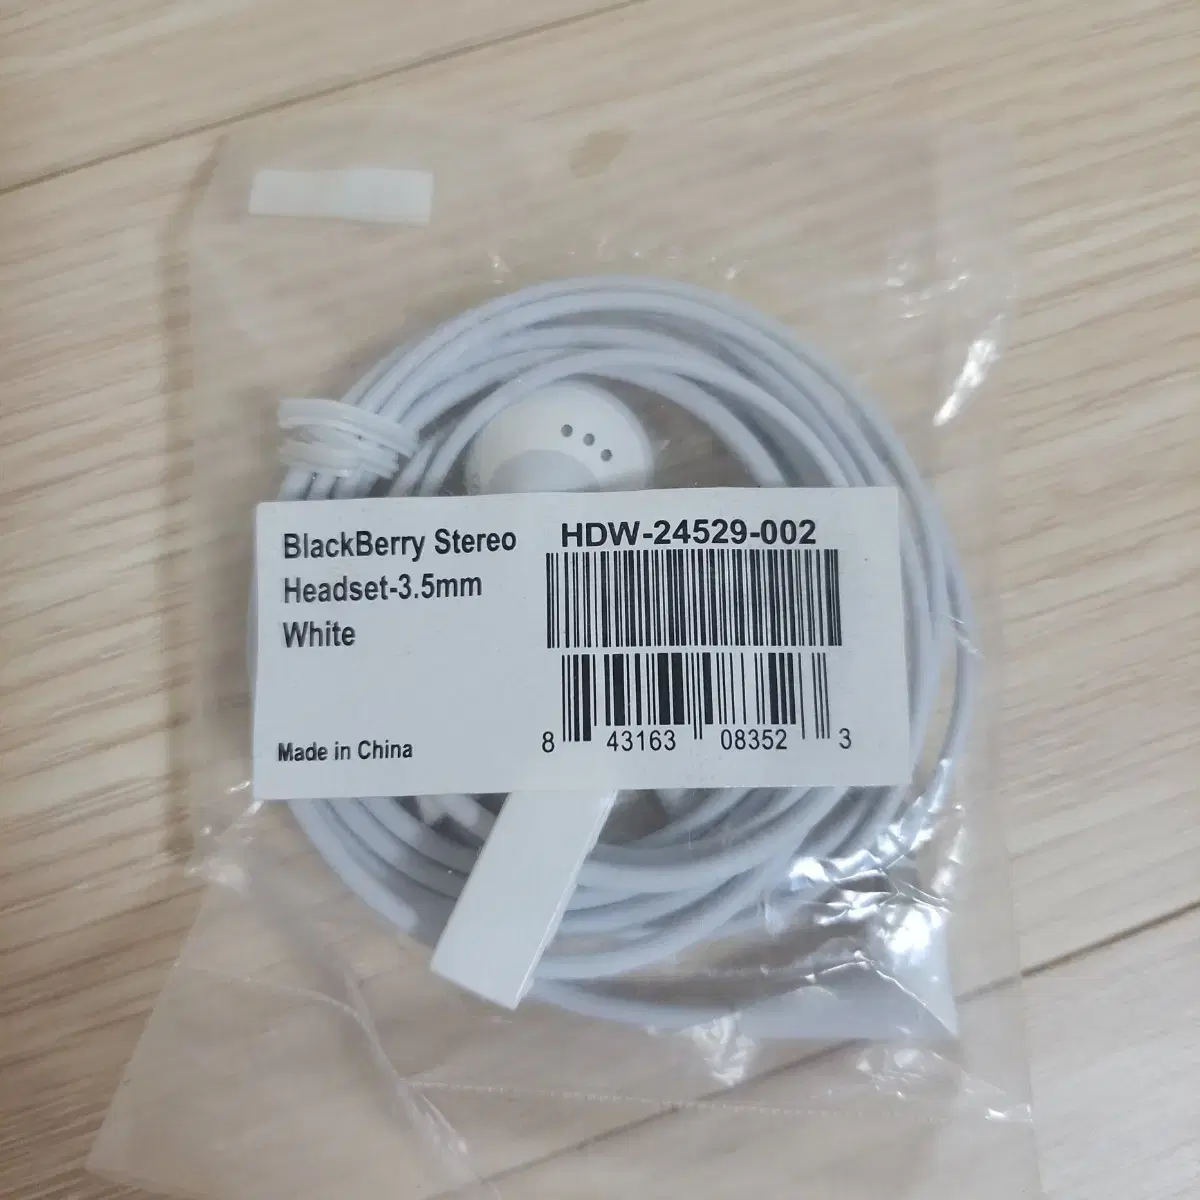 BlackBerry Stereo
Headset-3.5mm
White
Made in China
HDW-24529-002
8 43163 08352 3